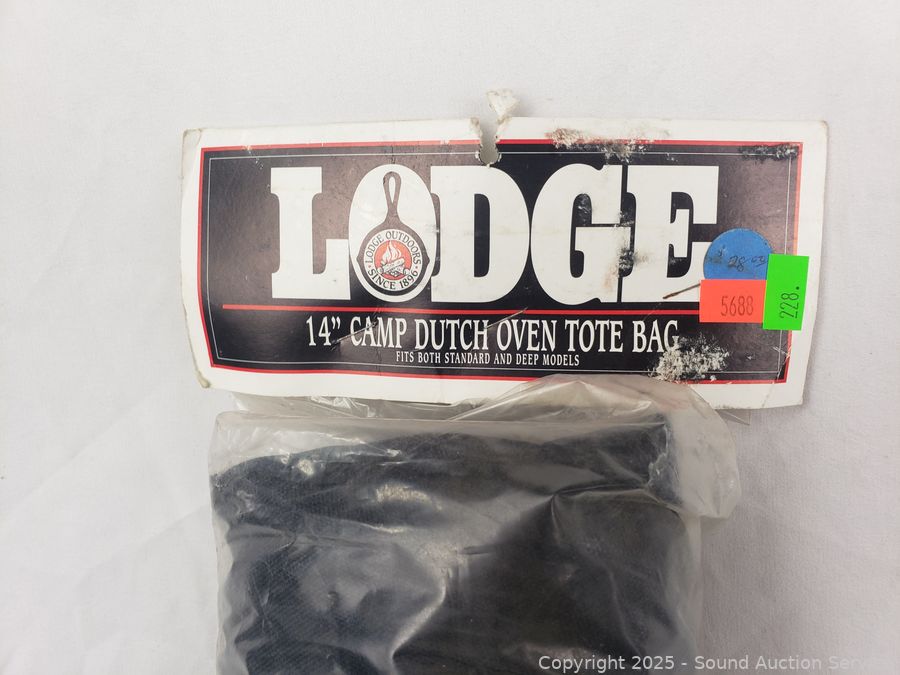 LODGE
LODGE OUTDOORS
SINCE 1896
14” CAMP DUTCH OVEN TOTE BAG
FITS BOTH STANDARD AND DEEP MODELS
5688
228.
Copyright 2025 - Sound Auction Service